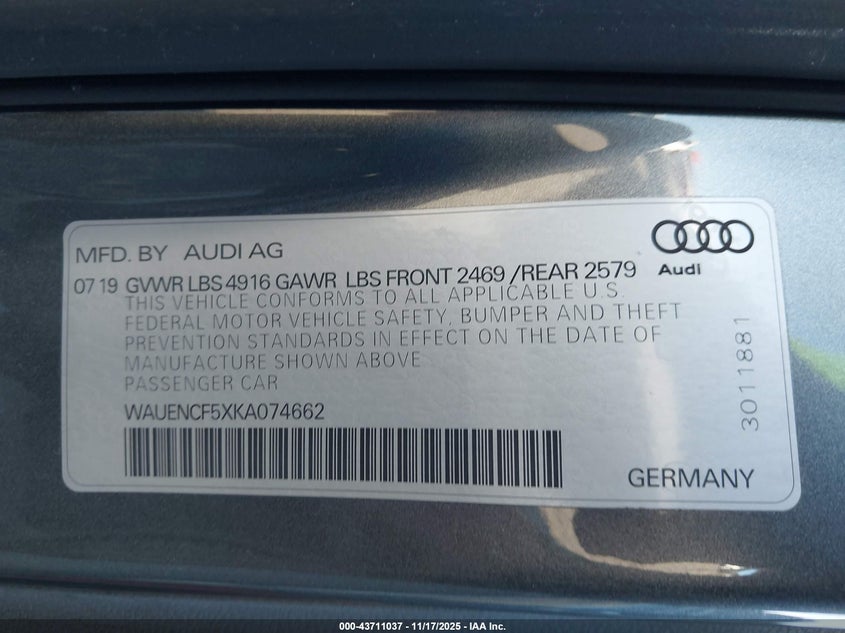 MFD. BY AUDI AG
Audi
07 19 GVWR LBS 4916 GAWR LBS FRONT 2469 /REAR 2579
THIS VEHICLE CONFORMS TO ALL APPLICABLE U.S.
FEDERAL MOTOR VEHICLE SAFETY, BUMPER AND THEFT
PREVENTION STANDARDS IN EFFECT ON THE DATE OF
MANUFACTURE SHOWN ABOVE
PASSENGER CAR
WAUENCF5XKA074662
3011881
GERMANY
000-43711037 - 11/17/2025 - IAA Inc.